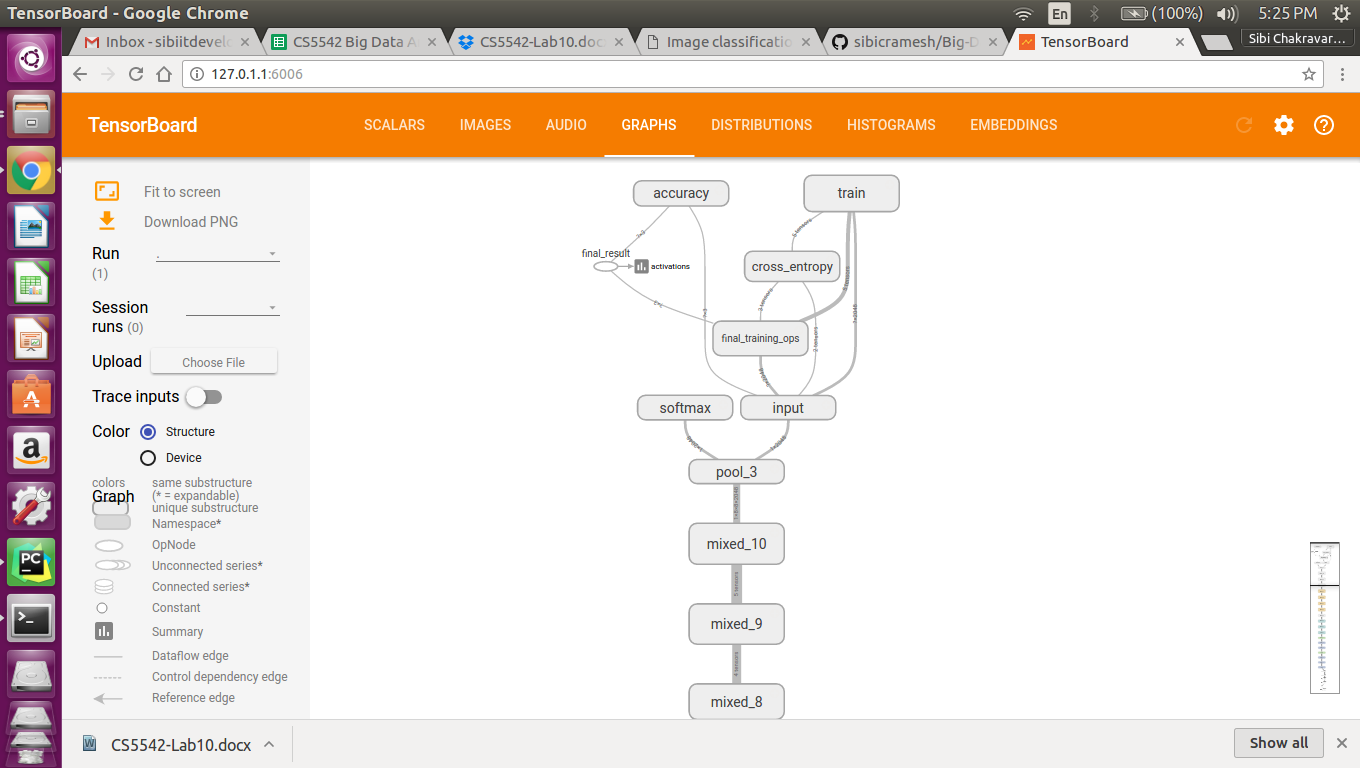 TensorBoard - Google Chrome
En
(100%)
5:25 PM
Inbox - sibiitdevel
CS5542 Big Data A
CS5542-Lab10.doc
Image classificatio
sibicramesh/Big-D
TensorBoard
Sibi Chakravar...
127.0.1.1:6006
TensorBoard
SCALARS
IMAGES
AUDIO
GRAPHS
DISTRIBUTIONS
HISTOGRAMS
EMBEDDINGS
Fit to screen
Download PNG
Run
(1)
.
Session
runs (0)
Upload
Choose File
Trace inputs
Color
Structure
Device
colors
same substructure
Graph
(* = expandable)
unique substructure
Namespace*
OpNode
Unconnected series*
Connected series*
Constant
Summary
Dataflow edge
Control dependency edge
Reference edge
accuracy
train
final_result
activations
cross_entropy
final_training_ops
softmax
input
pool_3
mixed_10
5 tensors
mixed_9
4 tensors
mixed_8
CS5542-Lab10.docx
Show all